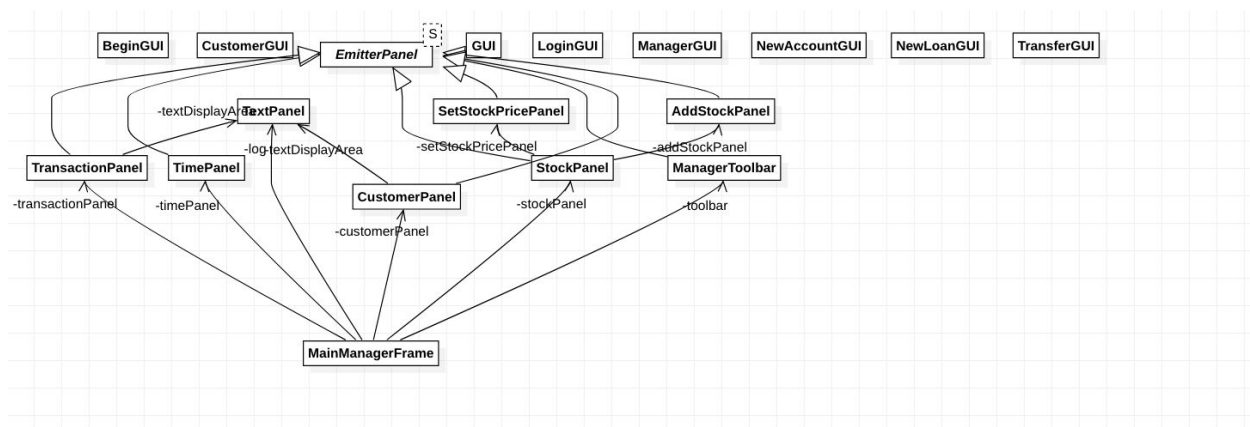 S
BeginGUI
CustomerGUI
EmitterPanel
GUI
LoginGUI
ManagerGUI
NewAccountGUI
NewLoanGUI
TransferGUI
-textDisplayArea
TextPanel
SetStockPricePanel
AddStockPanel
-log
-textDisplayArea
-setStockPricePanel
-addStockPanel
TransactionPanel
TimePanel
StockPanel
ManagerToolbar
CustomerPanel
-transactionPanel
-timePanel
-stockPanel
-toolbar
-customerPanel
MainManagerFrame